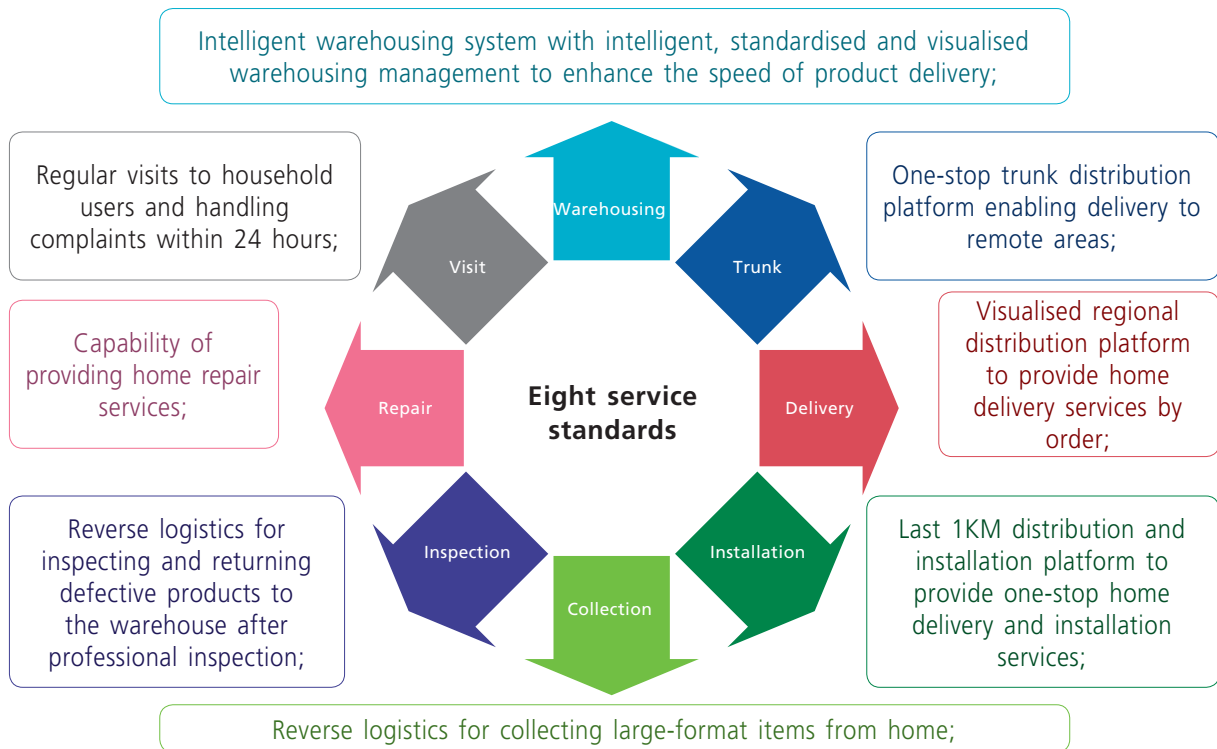 Intelligent warehousing system with intelligent, standardised and visualised
warehousing management to enhance the speed of product delivery;
Regular visits to household
users and handling
complaints within 24 hours;
Warehousing
One-stop trunk distribution
platform enabling delivery to
remote areas;
Visit
Trunk
Capability of
providing home repair
services;
Repair
Eight service
standards
Delivery
Visualised regional
distribution platform
to provide home
delivery services by
order;
Reverse logistics for
inspecting and returning
defective products to
the warehouse after
professional inspection;
Inspection
Installation
Last 1KM distribution and
installation platform to
provide one-stop home
delivery and installation
services;
Collection
Reverse logistics for collecting large-format items from home;